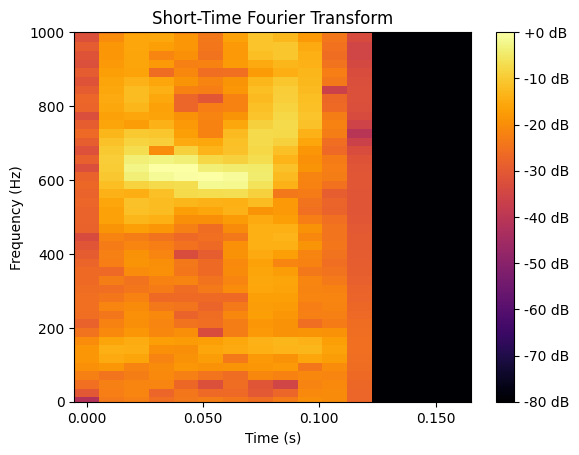 Short-Time Fourier Transform
1000
800
600
400
200
0
Frequency (Hz)
0.000
0.050
0.100
0.150
Time (s)
+0 dB
-10 dB
-20 dB
-30 dB
-40 dB
-50 dB
-60 dB
-70 dB
-80 dB